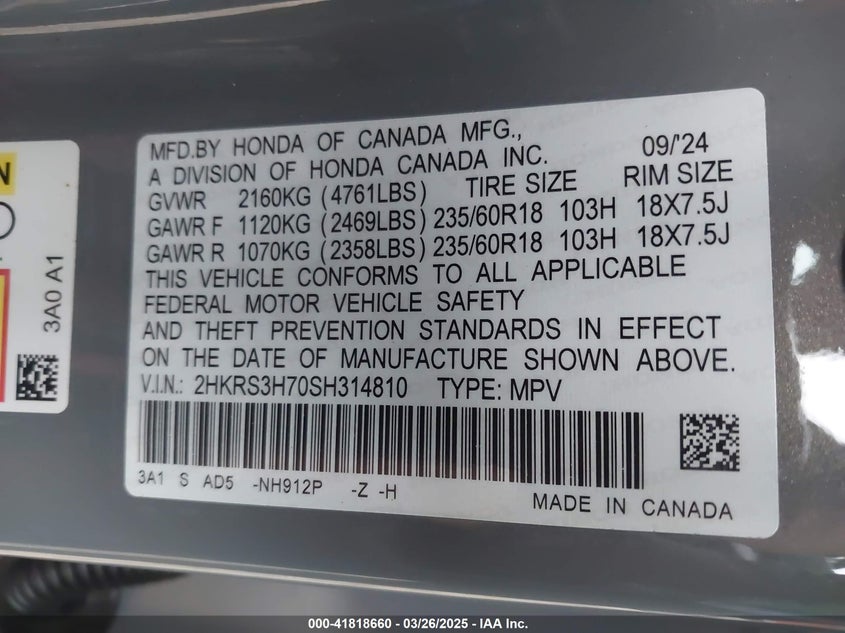 N
3A0 A1
MFD.BY HONDA OF CANADA MFG.,
A DIVISION OF HONDA CANADA INC. 09/'24
GVWR 2160KG (4761LBS) TIRE SIZE RIM SIZE
GAWR F 1120KG (2469LBS) 235/60R18 103H 18X7.5J
GAWR R 1070KG (2358LBS) 235/60R18 103H 18X7.5J
THIS VEHICLE CONFORMS TO ALL APPLICABLE
FEDERAL MOTOR VEHICLE SAFETY
AND THEFT PREVENTION STANDARDS IN EFFECT
ON THE DATE OF MANUFACTURE SHOWN ABOVE.
V.I.N.: 2HKRS3H70SH314810 TYPE: MPV
3A1 S AD5 -NH912P -Z -H
MADE IN CANADA
000-41818660 — 03/26/2025 — IAA Inc.